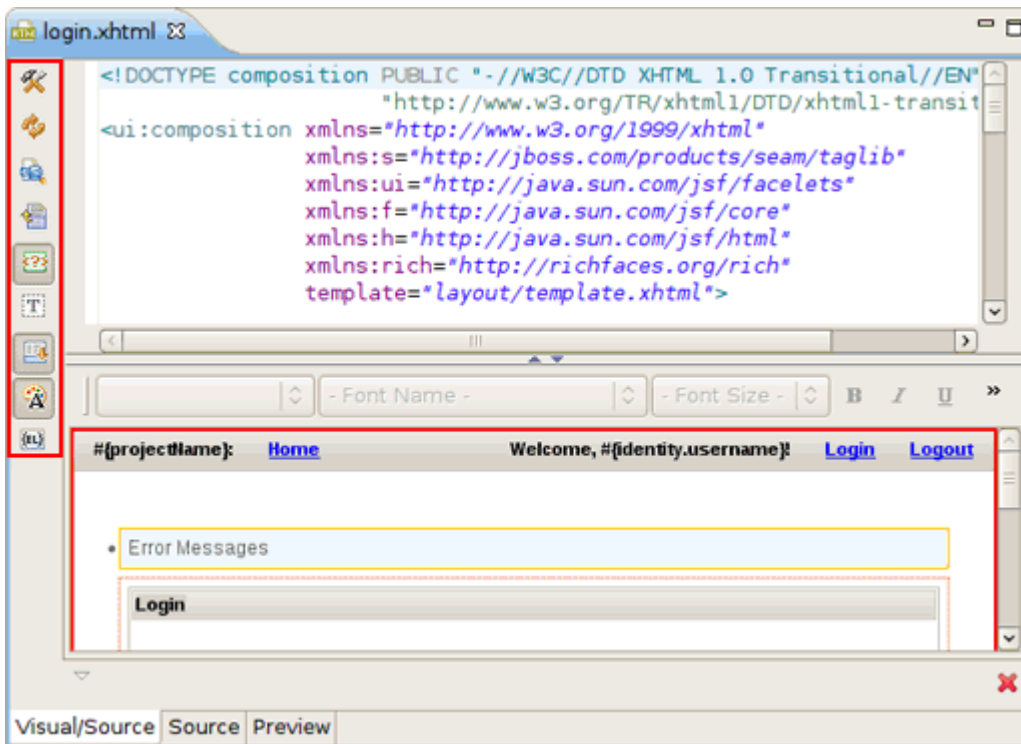 login.xhtml
<!DOCTYPE composition PUBLIC "-//W3C//DTD XHTML 1.0 Transitional//EN"
"http://www.w3.org/TR/xhtml1/DTD/xhtml1-transit
<ui:composition xmlns="http://www.w3.org/1999/xhtml"
xmlns:s="http://jboss.com/products/seam/taglib"
xmlns:ui="http://java.sun.com/jsf/facelets"
xmlns:f="http://java.sun.com/jsf/core"
xmlns:h="http://java.sun.com/jsf/html"
xmlns:rich="http://richfaces.org/rich"
template="layout/template.xhtml">
- Font Name - - Font Size - B I U »
#{projectName}: Home Welcome, #{identity.username}! Login Logout
• Error Messages
Login
Visual/Source Source Preview